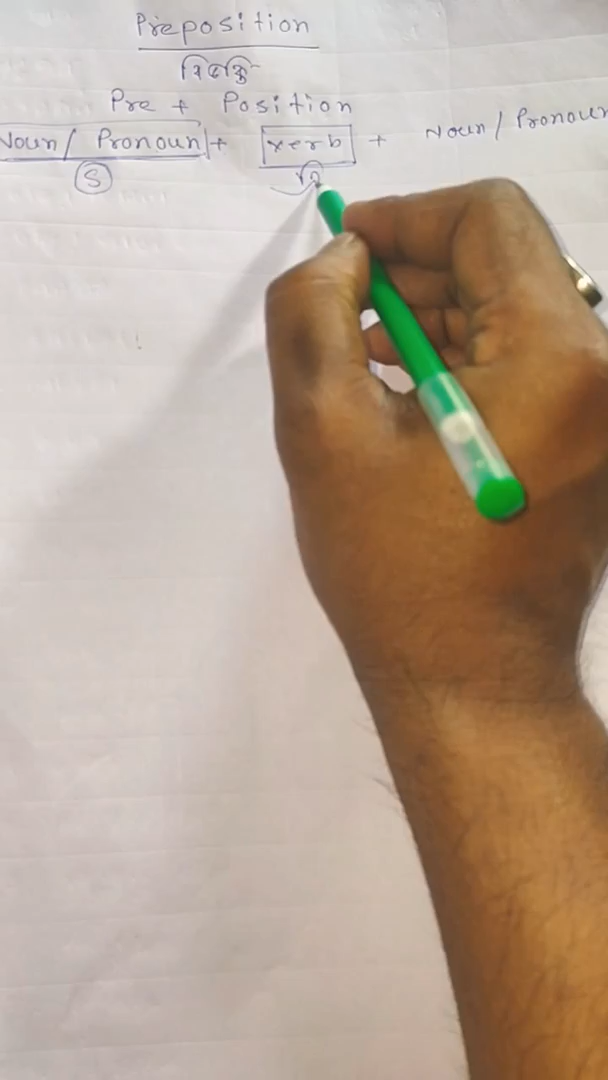 Preposition
বিভক্তি
Pre + Position
Noun / Pronoun + verb + Noun / Pronoun
S